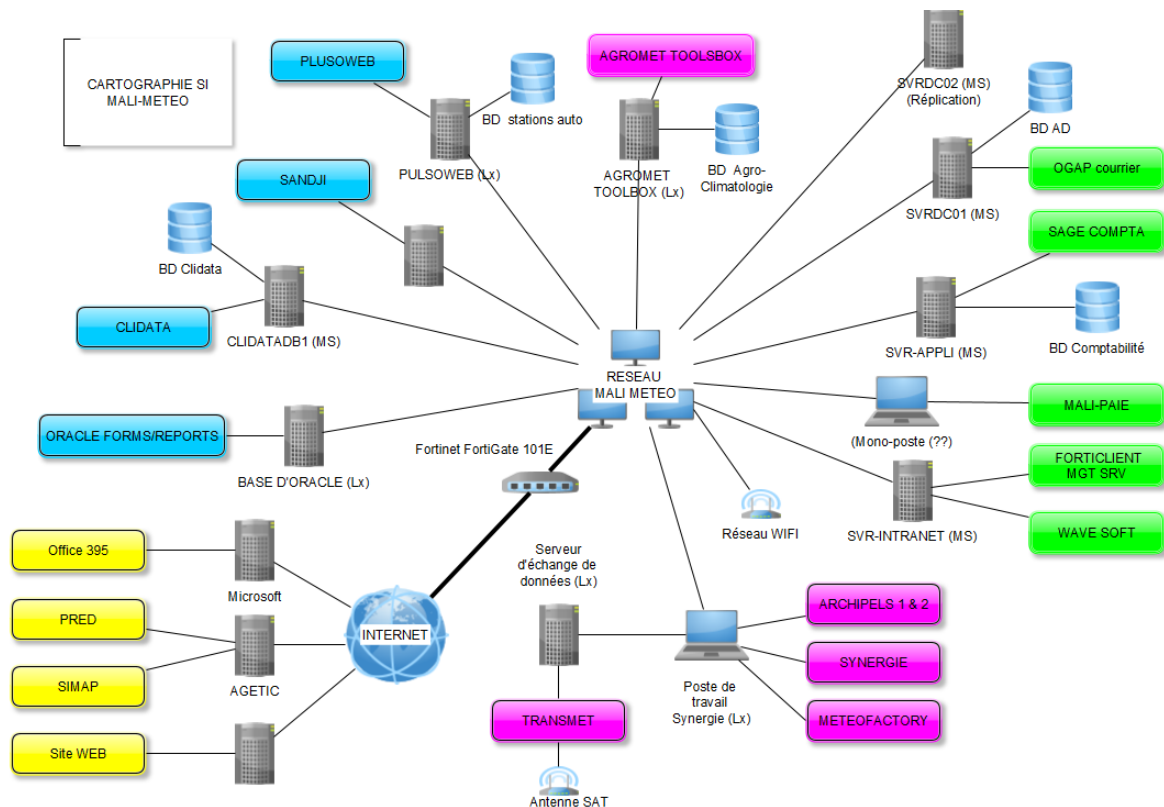 CARTOGRAPHIE SI
MALI-METEO
PLUSOWEB
BD stations auto
PULSOWEB (Lx)
AGROMET TOOLSBOX
AGROMET
TOOLBOX (Lx)
BD Agro-
Climatologie
SVRDC02 (MS)
(Réplication)
BD AD
OGAP courrier
SVRDC01 (MS)
SANDJI
BD Clidata
CLIDATA
CLIDATADB1 (MS)
SAGE COMPTA
SVR-APPLI (MS)
BD Comptabilité
RESEAU
MALI METEO
(Mono-poste (??)
MALI-PAIE
ORACLE FORMS/REPORTS
BASE D'ORACLE (Lx)
Fortinet FortiGate 101E
FORTICLIENT
MGT SRV
WAVE SOFT
SVR-INTRANET (MS)
Réseau WIFI
Office 395
Microsoft
PRED
SIMAP
AGETIC
Site WEB
INTERNET
Serveur
d'échange de
données (Lx)
TRANSMET
Antenne SAT
Poste de
travail
Synergie (Lx)
ARCHIPELS 1 & 2
SYNERGIE
METEOFACTORY